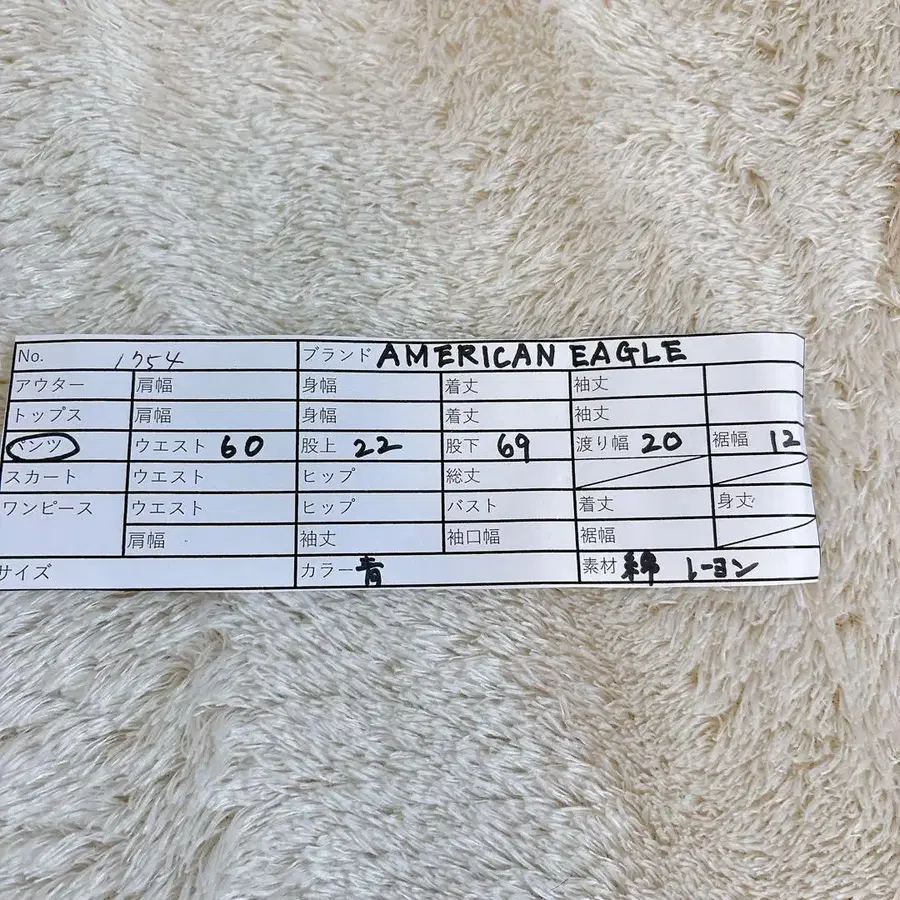 No. 1754 ブランド AMERICAN EAGLE
アウター 肩幅 身幅 着丈 袖丈
トップス 肩幅 身幅 着丈 袖丈
パンツ ウエスト 60 股上 22 股下 69 渡り幅 20 裾幅 12
スカート ウエスト ヒップ 総丈
ワンピース ウエスト ヒップ バスト 着丈 身丈
肩幅 袖丈 袖口幅 裾幅
サイズ カラー 青 素材 綿 レーヨン